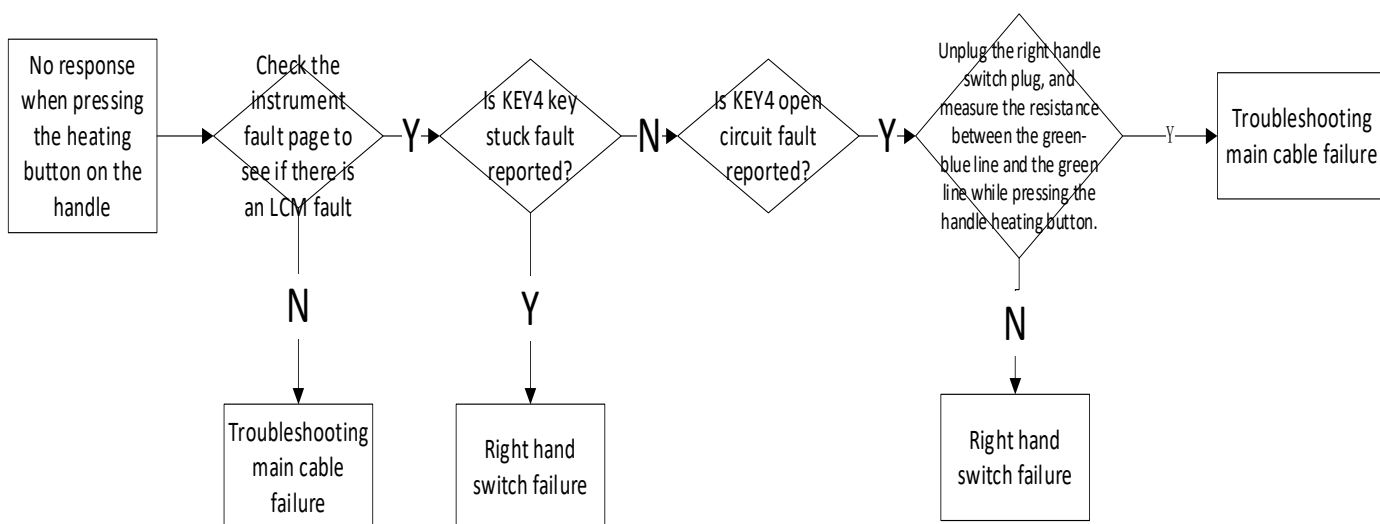 No response
when pressing
the heating
button on the
handle
Check the
instrument
fault page to
see if there is
an LCM fault
Y
Is KEY4 key
stuck fault
reported?
N
Is KEY4 open
circuit fault
reported?
Y
Unplug the right handle
switch plug, and
measure the resistance
between the green-
blue line and the green
line while pressing the
handle heating button.
Y
Troubleshooting
main cable failure
N
Y
N
Troubleshooting
main cable
failure
Right hand
switch failure
Right hand
switch failure